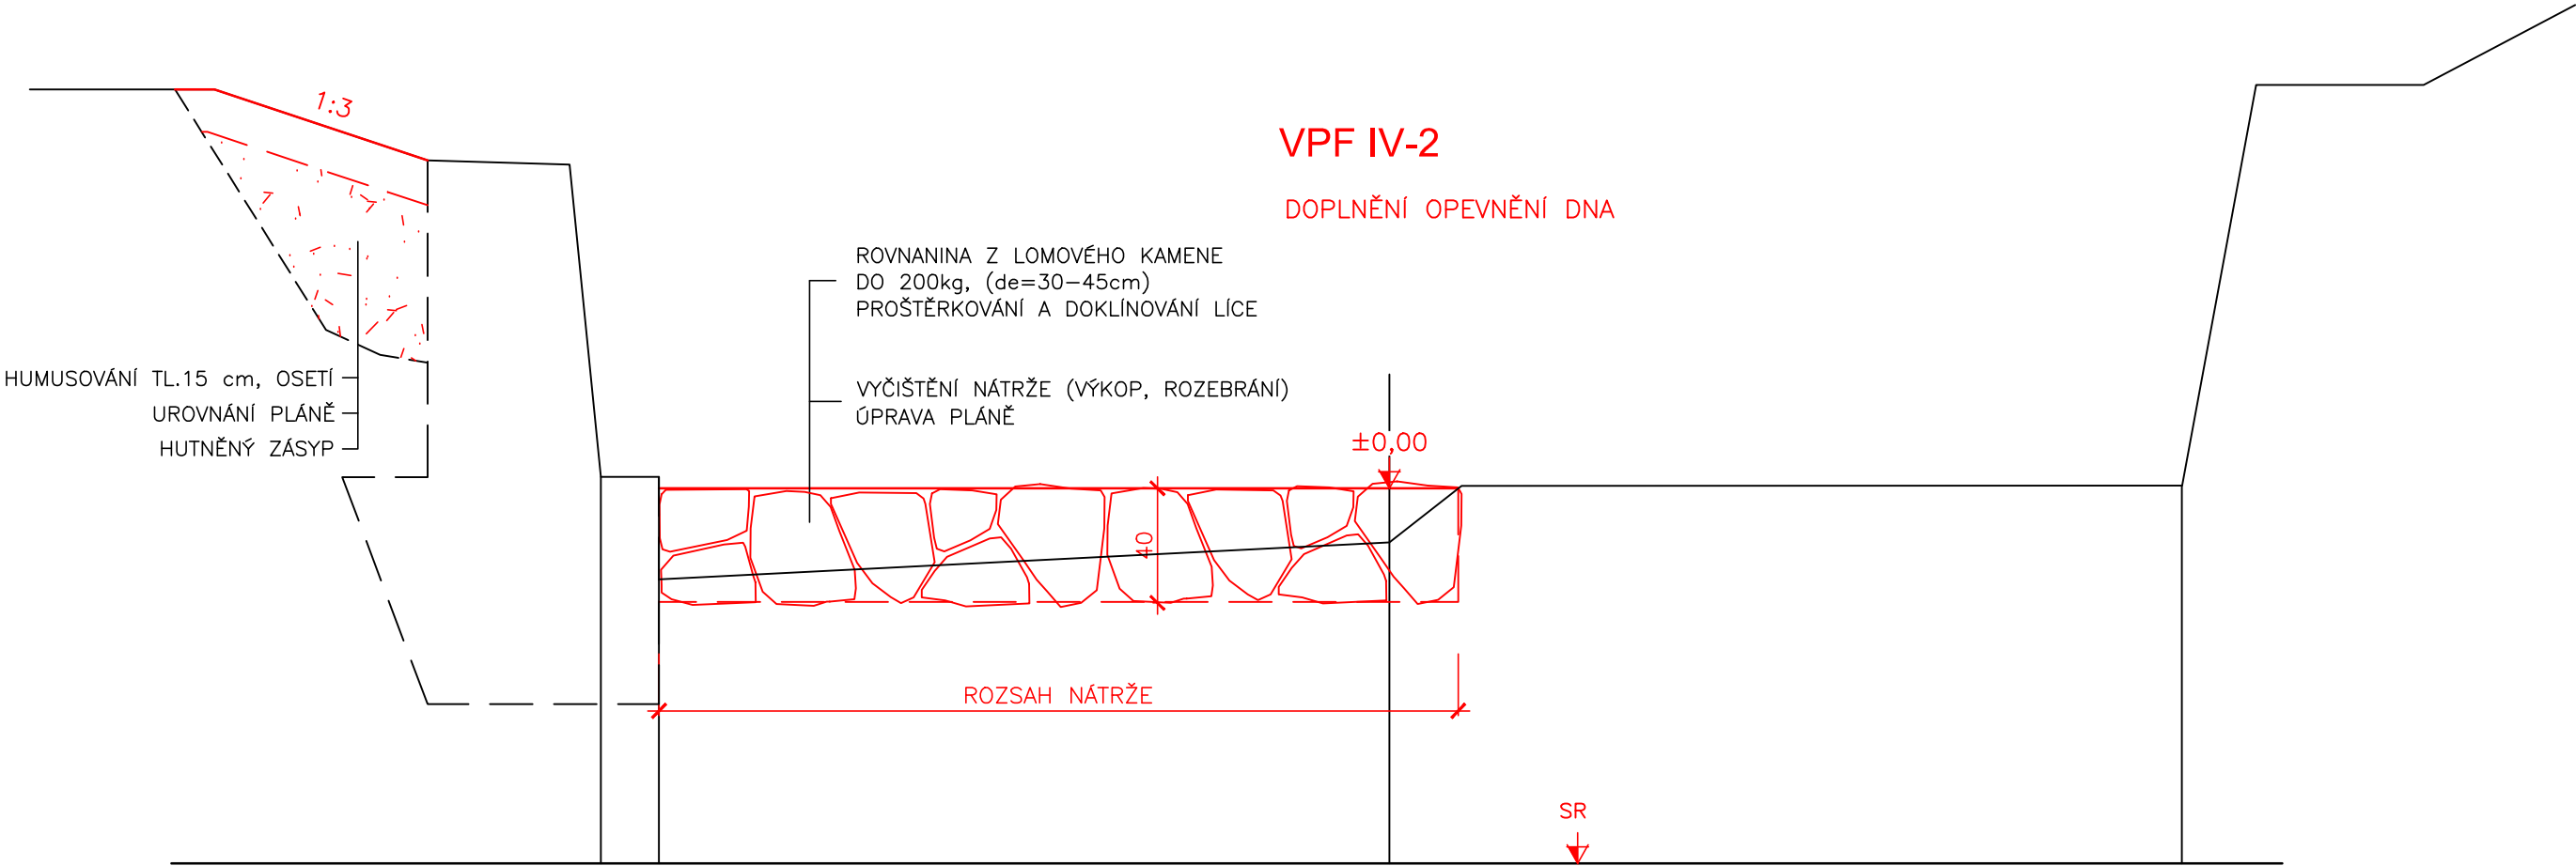 1:3
VPF IV-2
DOPLNĚNÍ OPEVNĚNÍ DNA
ROVNANINA Z LOMOVÉHO KAMENE
DO 200kg, (de=30-45cm)
PROŠTĚRKOVÁNÍ A DOKLÍNOVÁNÍ LÍCE
HUMUSOVÁNÍ TL.15 cm, OSETÍ
UROVNÁNÍ PLÁNĚ
HUTNĚNÝ ZÁSYP
VYČIŠTĚNÍ NÁTRŽE (VÝKOP, ROZEBRÁNÍ)
ÚPRAVA PLÁNĚ
±0,00
40
ROZSAH NÁTRŽE
SR